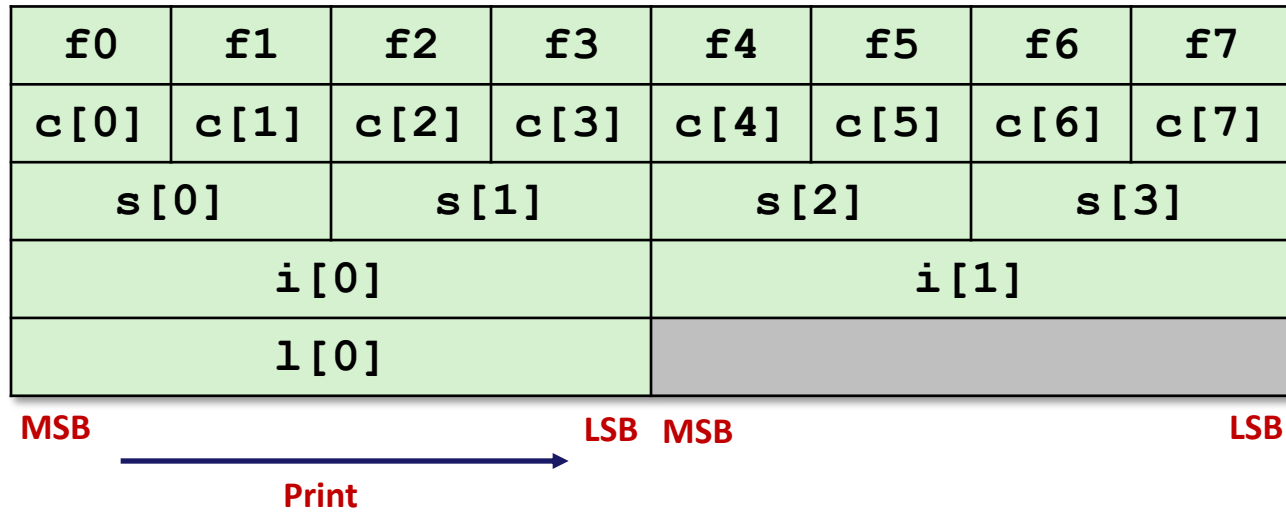 f0 f1 f2 f3 f4 f5 f6 f7
c[0] c[1] c[2] c[3] c[4] c[5] c[6] c[7]
s[0] s[1] s[2] s[3]
i[0] i[1]
l[0]
MSB LSB MSB LSB
Print